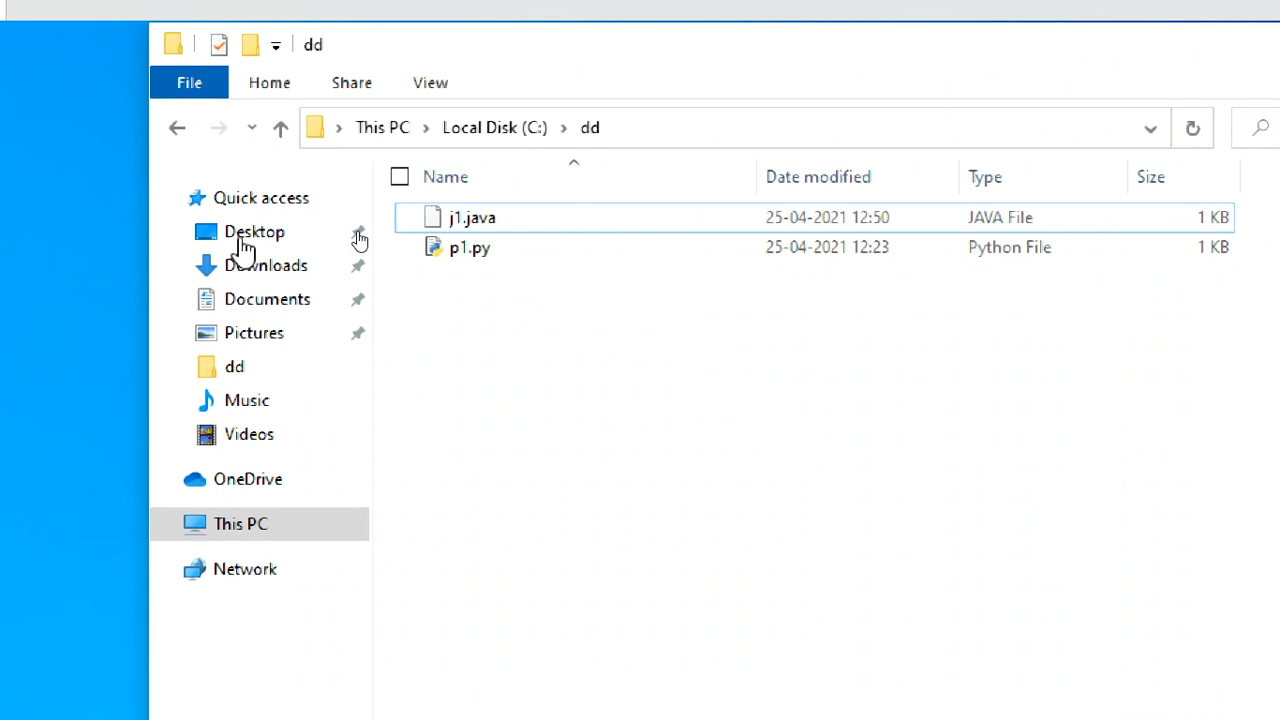 dd
File Home Share View
This PC Local Disk (C:) dd
Name Date modified Type Size
Quick access
Desktop
Downloads
Documents
Pictures
dd
Music
Videos
OneDrive
This PC
Network
j1.java 25-04-2021 12:50 JAVA File 1 KB
p1.py 25-04-2021 12:23 Python File 1 KB